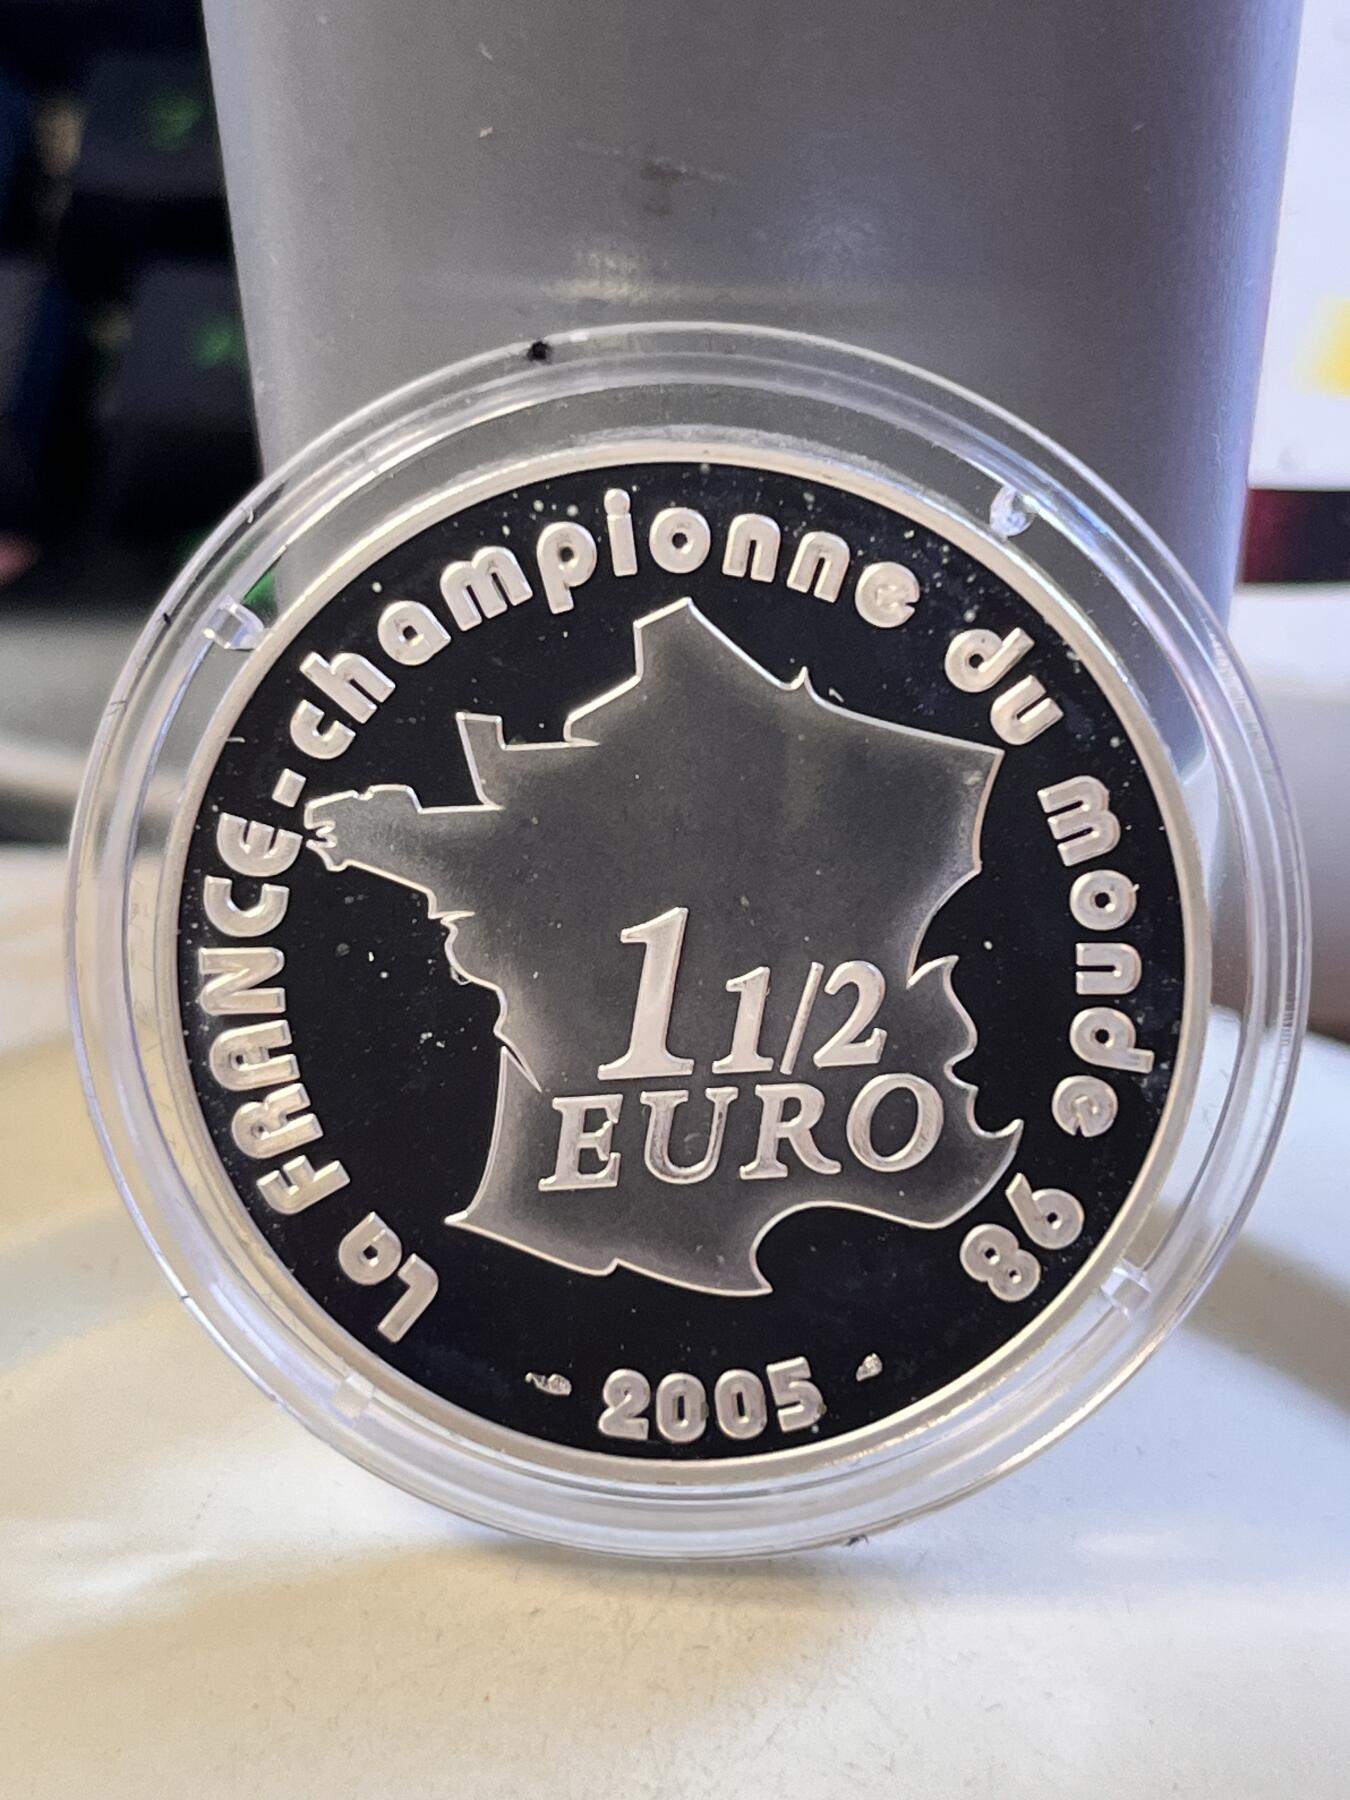 La FRANCE-championne du monde 98
1 1/2
EURO
2005